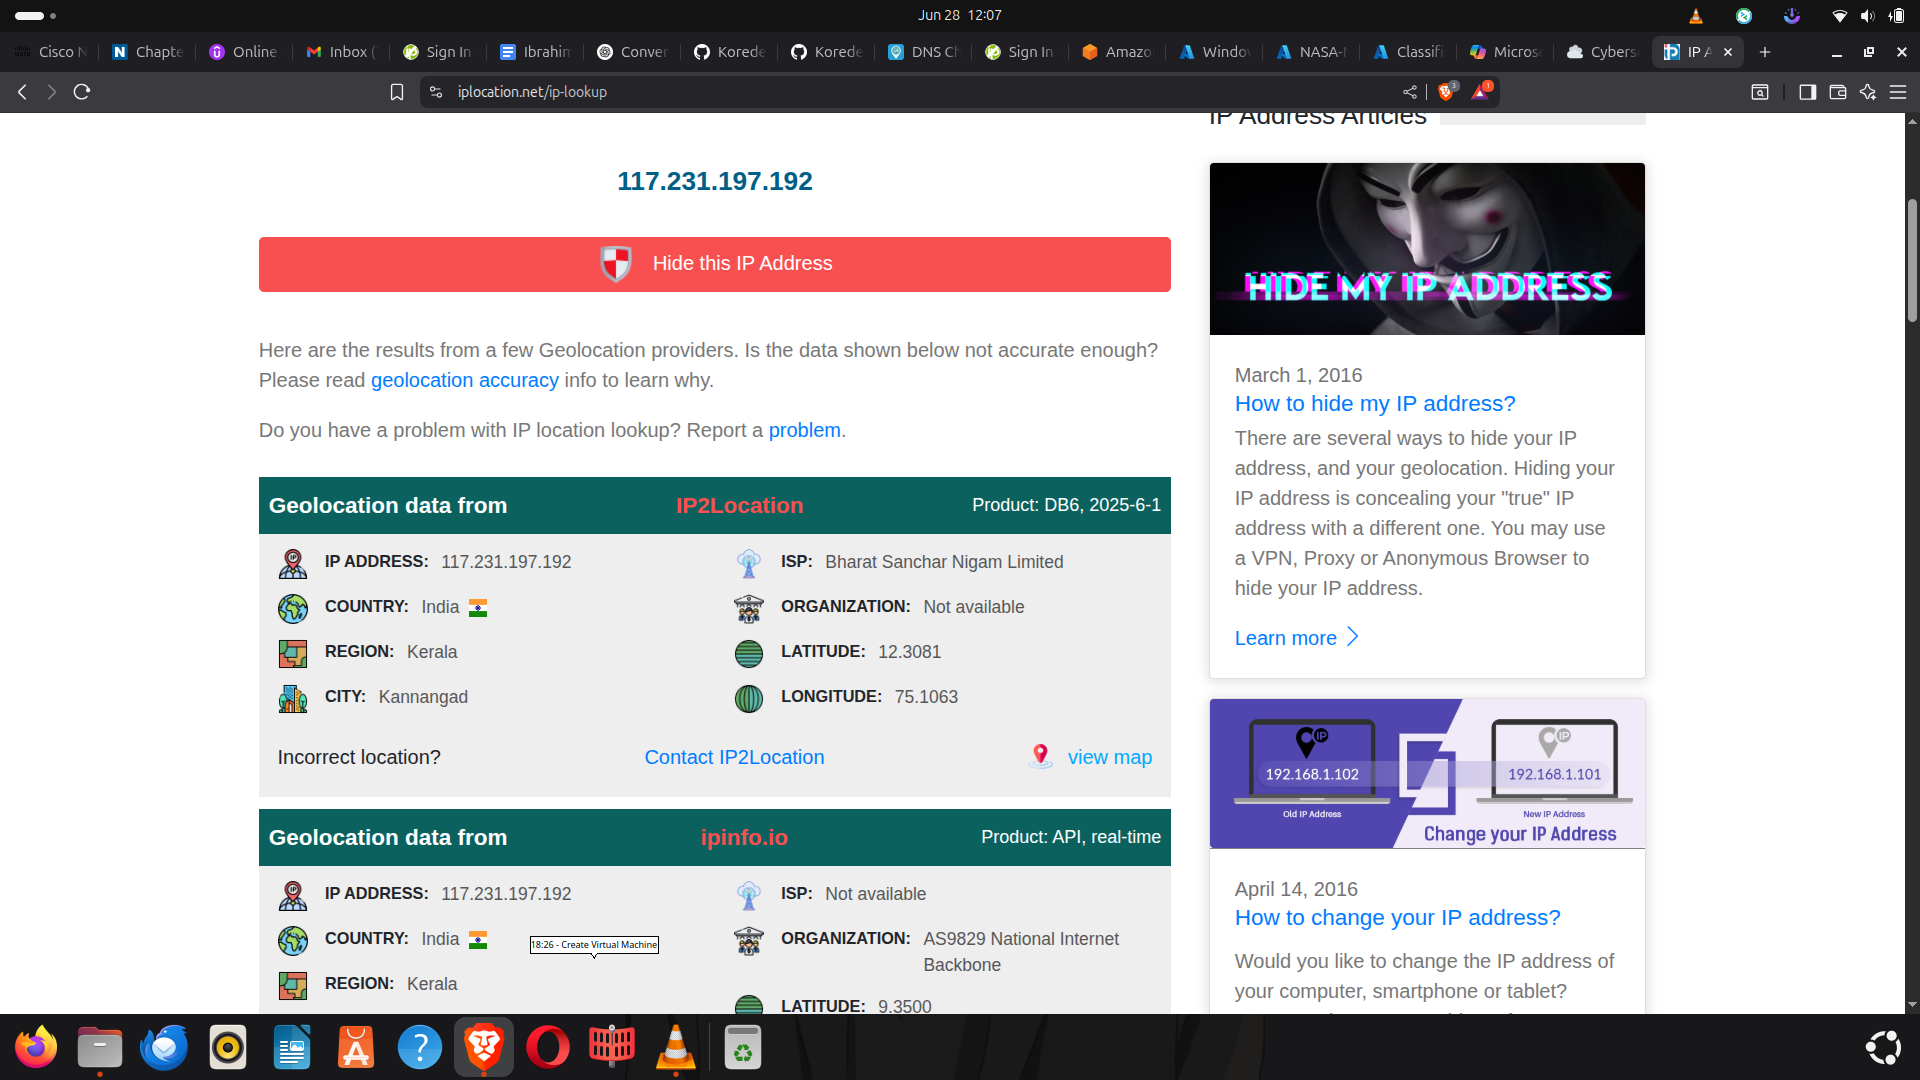 Jun 28 12:07
Cisco N
Chapte
Online
Inbox (
Sign In
Ibrahim
Conver
Korede
Korede
DNS Ch
Sign In
Amazo
Window
NASA-N
Classifi
Micros
Cybers
IP A
iplocation.net/ip-lookup
3
1
IP Address Articles
117.231.197.192
Hide this IP Address
Here are the results from a few Geolocation providers. Is the data shown below not accurate enough?
Please read geolocation accuracy info to learn why.
Do you have a problem with IP location lookup? Report a problem.
Geolocation data from IP2Location Product: DB6, 2025-6-1
IP ADDRESS: 117.231.197.192
ISP: Bharat Sanchar Nigam Limited
COUNTRY: India
ORGANIZATION: Not available
REGION: Kerala
LATITUDE: 12.3081
CITY: Kannangad
LONGITUDE: 75.1063
Incorrect location? Contact IP2Location view map
Geolocation data from ipinfo.io Product: API, real-time
IP ADDRESS: 117.231.197.192
ISP: Not available
COUNTRY: India
18:26 - Create Virtual Machine
ORGANIZATION: AS9829 National Internet
Backbone
REGION: Kerala
LATITUDE: 9.3500
HIDE MY IP ADDRESS
March 1, 2016
How to hide my IP address?
There are several ways to hide your IP
address, and your geolocation. Hiding your
IP address is concealing your "true" IP
address with a different one. You may use
a VPN, Proxy or Anonymous Browser to
hide your IP address.
Learn more
IP
IP
192.168.1.102
192.168.1.101
Old IP Address
New IP Address
Change your IP Address
April 14, 2016
How to change your IP address?
Would you like to change the IP address of
your computer, smartphone or tablet?